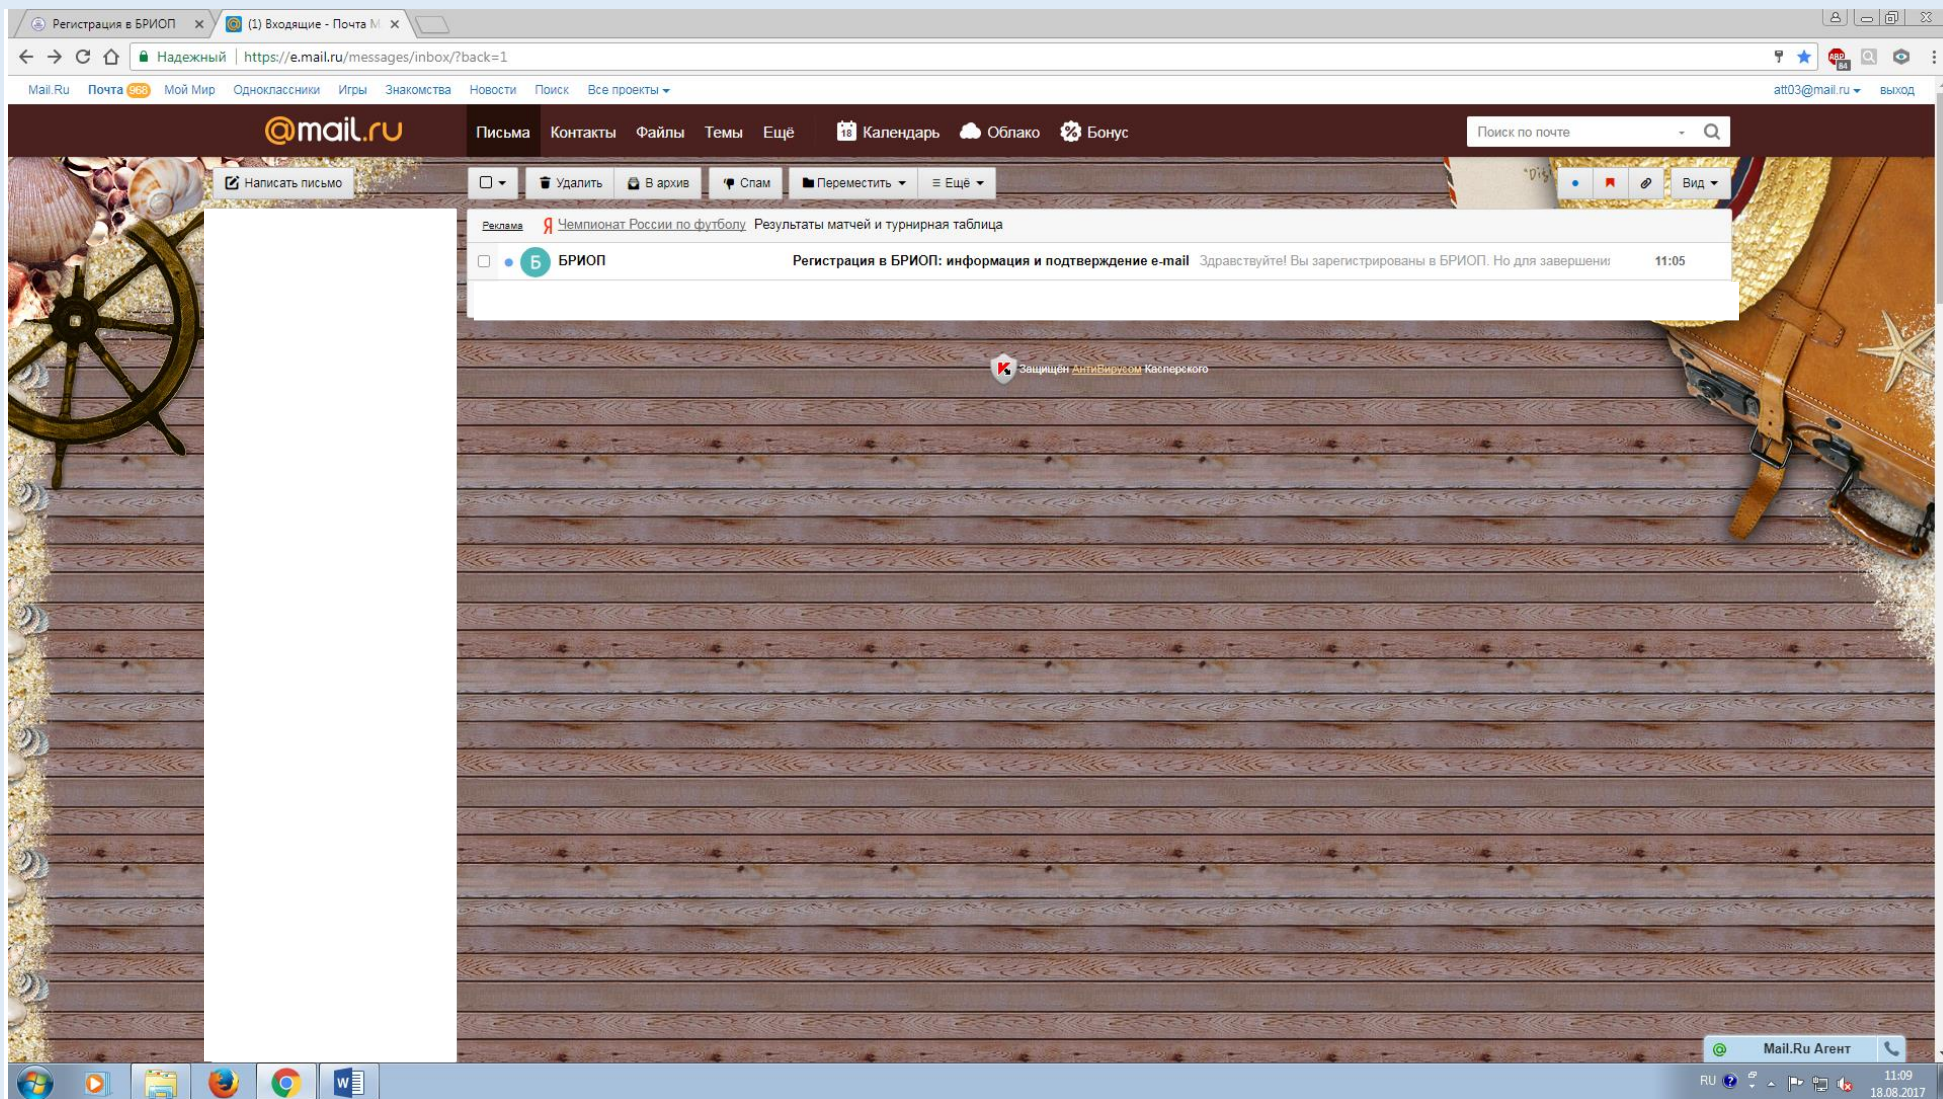 Регистрация в БРИОП
(1) Входящие - Почта М
Надежный https://e.mail.ru/messages/inbox/?back=1
ABP 84
Mail.Ru Почта 968 Мой Мир Одноклассники Игры Знакомства Новости Поиск Все проекты att03@mail.ru выход
@mail.ru Письма Контакты Файлы Темы Ещё 18 Календарь Облако Бонус Поиск по почте
Написать письмо Удалить В архив Спам Переместить Ещё Вид
Реклама Я Чемпионат России по футболу Результаты матчей и турнирная таблица
Б БРИОП Регистрация в БРИОП: информация и подтверждение e-mail Здравствуйте! Вы зарегистрированы в БРИОП. Но для завершени 11:05
Защищён АнтиВирусом Касперского
Mail.Ru Агент
RU 11:09
18.08.2017